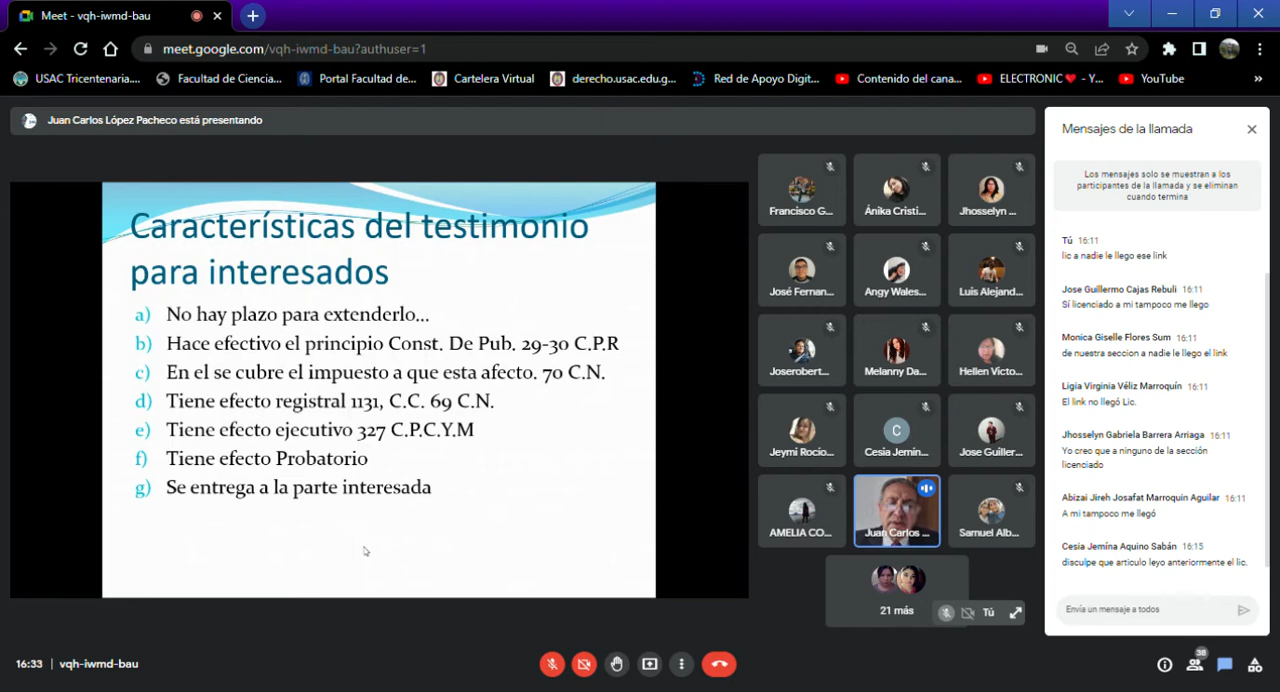 Meet - vqh-iwmd-bau
meet.google.com/vqh-iwmd-bau?authuser=1
USAC Tricentenaria....
Facultad de Ciencia...
Portal Facultad de...
Cartelera Virtual
derecho.usac.edu.g...
Red de Apoyo Digit...
Contenido del cana...
ELECTRONIC❤ - Y...
YouTube
»
Juan Carlos López Pacheco está presentando
Características del testimonio
para interesados
a) No hay plazo para extenderlo...
b) Hace efectivo el principio Const. De Pub. 29-30 C.P.R
c) En el se cubre el impuesto a que esta afecto. 70 C.N.
d) Tiene efecto registral 1131, C.C. 69 C.N.
e) Tiene efecto ejecutivo 327 C.P.C.Y.M
f) Tiene efecto Probatorio
g) Se entrega a la parte interesada
Francisco G...
Ánika Cristi...
Jhosselyn ...
José Fernan...
Angy Wales...
Luis Alejand...
Joserobert...
Melanny Da...
Hellen Victo...
Jeymi Rocio...
C
Cesia Jemin...
Jose Guiller...
AMELIA CO...
Juan Carlos ...
Samuel Alb...
21 más
Tú
Mensajes de la llamada
Los mensajes solo se muestran a los
participantes de la llamada y se eliminan
cuando termina
Tú 16:11
lic a nadie le llego ese link
Jose Guillermo Cajas Rebuli 16:11
Sí licenciado a mi tampoco me llego
Monica Giselle Flores Sum 16:11
de nuestra seccion a nadie le llego el link
Ligia Virginia Véliz Marroquín 16:11
El link no llegó Lic.
Jhosselyn Gabriela Barrera Arriaga 16:11
Yo creo que a ninguno de la sección
licenciado
Abizai Jireh Josafat Marroquin Aguilar 16:11
A mi tampoco me llegó
Cesia Jemína Aquino Sabán 16:15
disculpe que articulo leyo anteriormente el lic.
Envía un mensaje a todos
16:33 | vqh-iwmd-bau
38